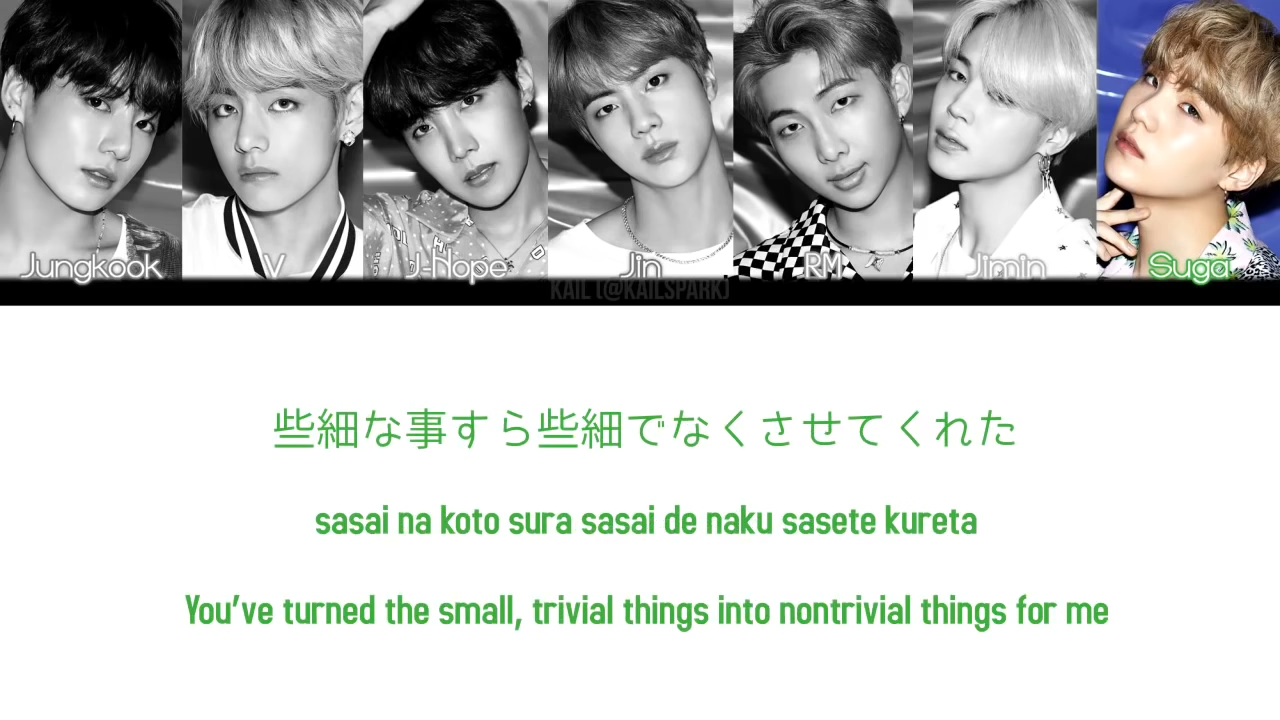 Jungkook V J-Hope Jin RM Jimin Suga
KAIL (@KAILSPARK)
些細な事すら些細でなくさせてくれた
sasai na koto sura sasai de naku sasete kureta
You've turned the small, trivial things into nontrivial things for me